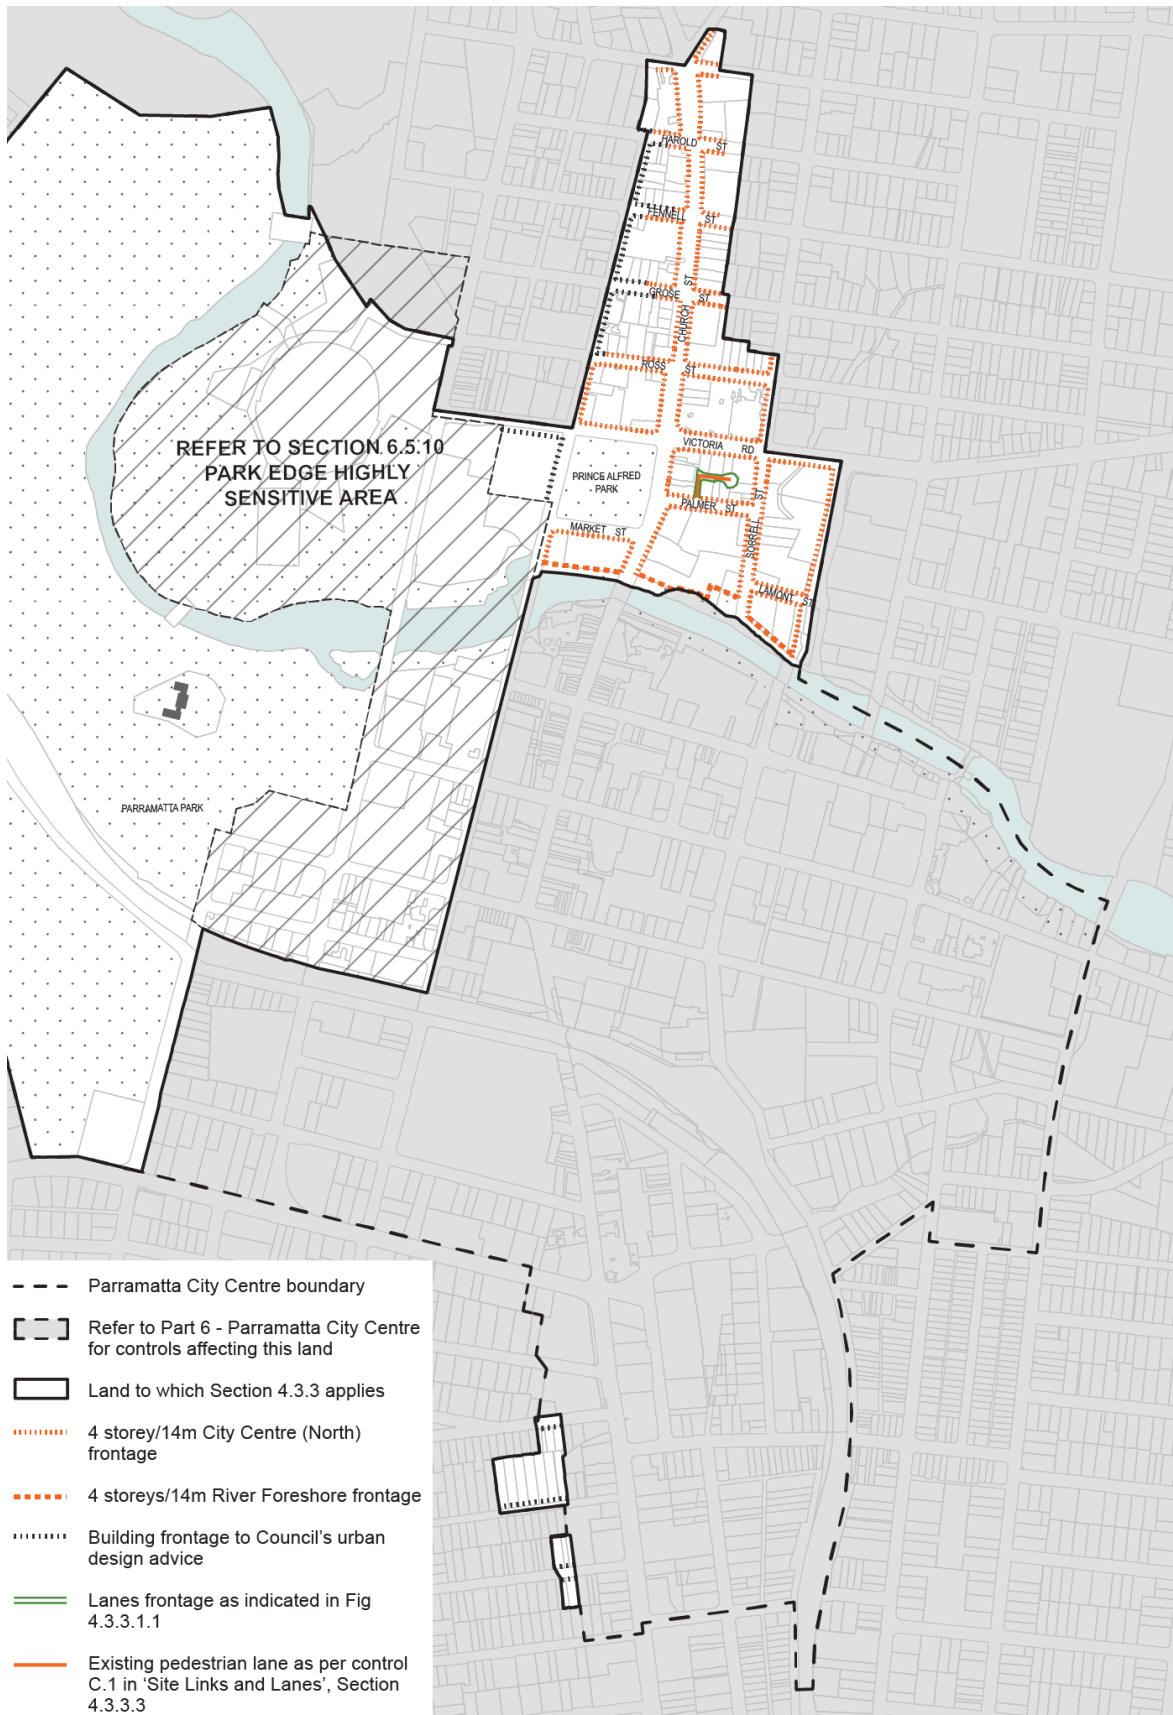 HAROLD ST
FENNELL ST
GROSE ST
CHURCH ST
ROSS ST
REFER TO SECTION 6.5.10
PARK EDGE HIGHLY
SENSITIVE AREA
VICTORIA RD
PRINCE ALFRED
PARK
PALMER ST
MARKET ST
SORRELL ST
LAMONT ST
PARRAMATTA PARK
Parramatta City Centre boundary
Refer to Part 6 - Parramatta City Centre
for controls affecting this land
Land to which Section 4.3.3 applies
4 storey/14m City Centre (North)
frontage
4 storeys/14m River Foreshore frontage
Building frontage to Council's urban
design advice
Lanes frontage as indicated in Fig
4.3.3.1.1
Existing pedestrian lane as per control
C.1 in 'Site Links and Lanes', Section
4.3.3.3